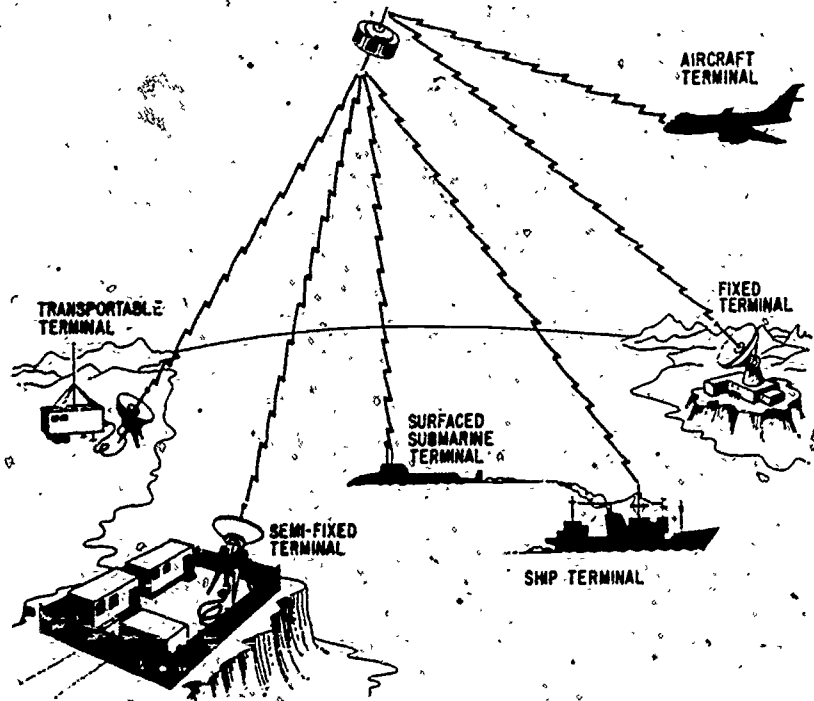 AIRCRAFT
TERMINAL
FIXED
TERMINAL
TRANSPORTABLE
TERMINAL
SURFACED
SUBMARINE
TERMINAL
SEMI-FIXED
TERMINAL
SHIP TERMINAL